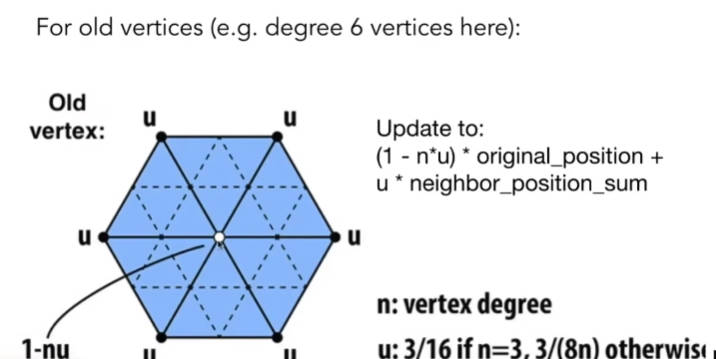 For old vertices (e.g. degree 6 vertices here):
Old
vertex:
u
u
Update to:
(1 - n*u) * original_position +
u * neighbor_position_sum
u
u
n: vertex degree
1-nu
u
u
u: 3/16 if n=3, 3/(8n) otherwise